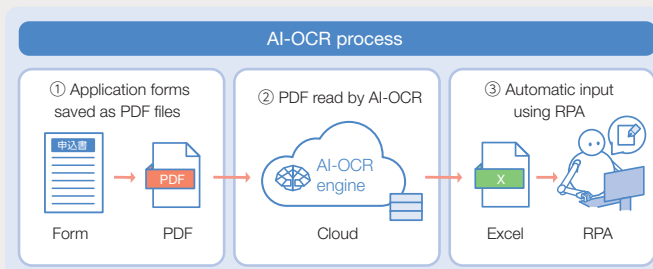 AI-OCR process
① Application forms
saved as PDF files
申込書
PDF
Form
PDF
② PDF read by AI-OCR
AI-OCR
engine
Cloud
③ Automatic input
using RPA
X
Excel
RPA